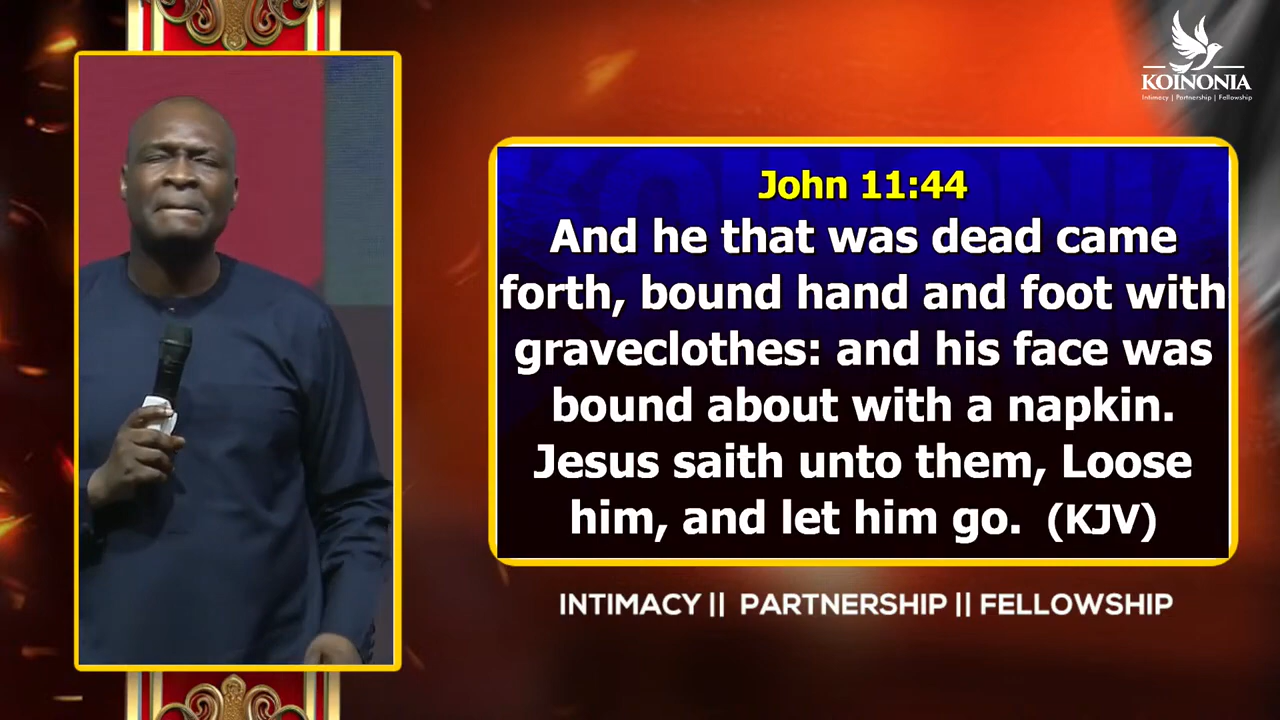 KOINONIA
Intimacy | Partnership | Fellowship
John 11:44
And he that was dead came
forth, bound hand and foot with
graveclothes: and his face was
bound about with a napkin.
Jesus saith unto them, Loose
him, and let him go. (KJV)
INTIMACY || PARTNERSHIP || FELLOWSHIP